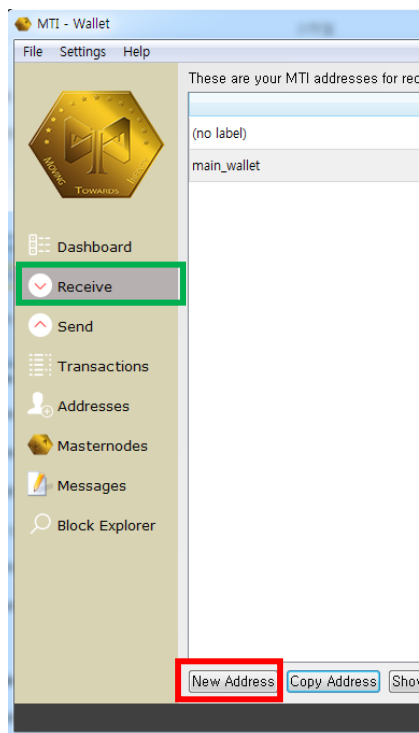 MTI - Wallet
File Settings Help
These are your MTI addresses for rec
(no label)
main_wallet
MOVING
TOWARDS
Dashboard
Receive
Send
Transactions
Addresses
Masternodes
Messages
Block Explorer
New Address Copy Address Shov